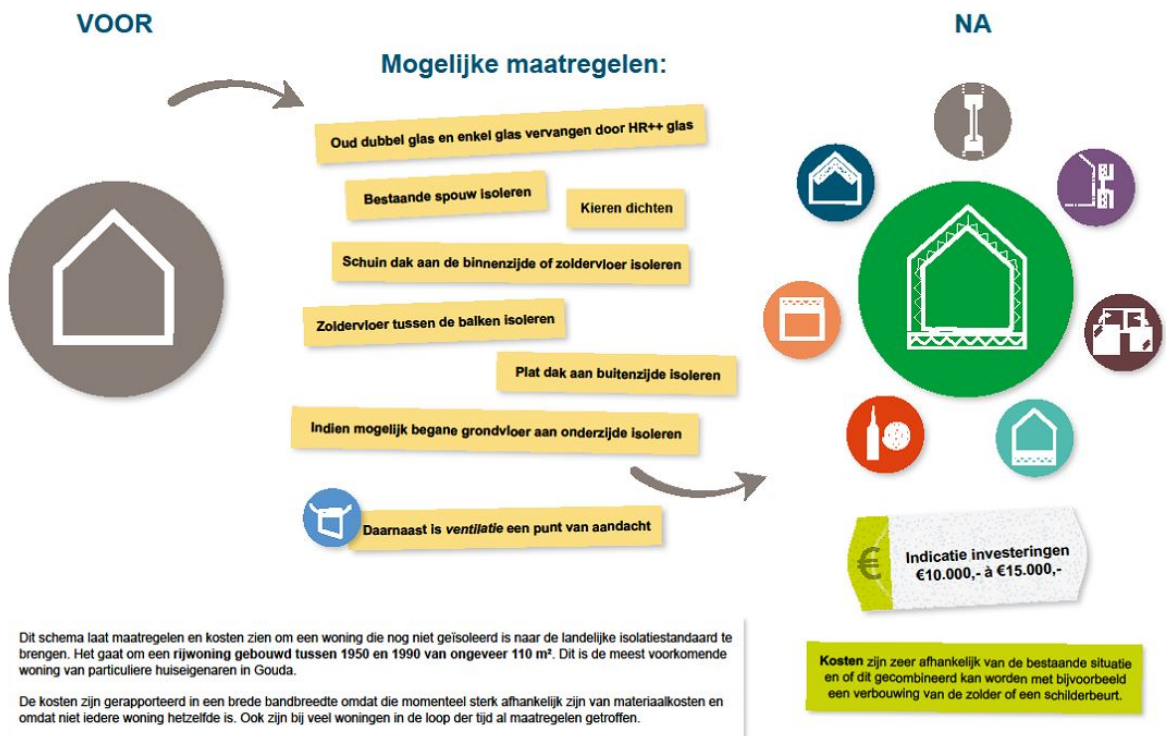 VOOR
NA
Mogelijke maatregelen:
Oud dubbel glas en enkel glas vervangen door HR++ glas
Bestaande spouw isoleren
Kieren dichten
Schuin dak aan de binnenzijde of zoldervloer isoleren
Zoldervloer tussen de balken isoleren
Plat dak aan buitenzijde isoleren
Indien mogelijk begane grondvloer aan onderzijde isoleren
Daarnaast is ventilatie een punt van aandacht
€
Indicatie investeringen
€10.000,- à €15.000,-
Dit schema laat maatregelen en kosten zien om een woning die nog niet geïsoleerd is naar de landelijke isolatiestandaard te
brengen. Het gaat om een rijwoning gebouwd tussen 1950 en 1990 van ongeveer 110 m². Dit is de meest voorkomende
woning van particuliere huiseigenaren in Gouda.
De kosten zijn gerapporteerd in een brede bandbreedte omdat die momenteel sterk afhankelijk zijn van materiaalkosten en
omdat niet iedere woning hetzelfde is. Ook zijn bij veel woningen in de loop der tijd al maatregelen getroffen.
Kosten zijn zeer afhankelijk van de bestaande situatie
en of dit gecombineerd kan worden met bijvoorbeeld
een verbouwing van de zolder of een schilderbeurt.